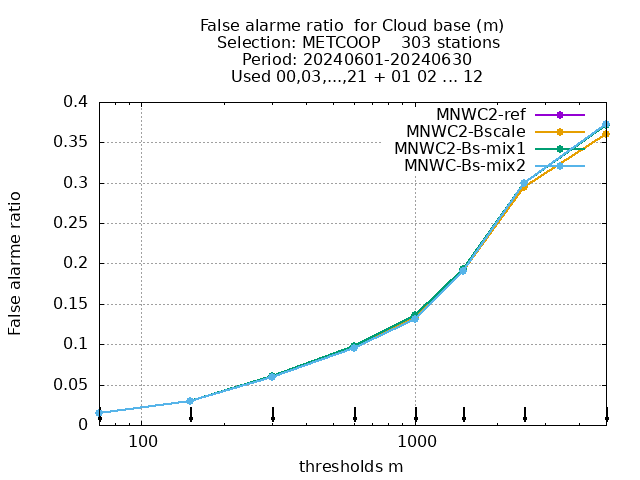 False alarme ratio  for Cloud base (m)
Selection: METCOOP    303 stations
Period: 20240601-20240630
Used 00,03,...,21 + 01 02 ... 12
MNWC2-ref
MNWC2-Bscale
MNWC2-Bs-mix1
MNWC-Bs-mix2
False alarme ratio
0.4
0.35
0.3
0.25
0.2
0.15
0.1
0.05
0
100
1000
thresholds m